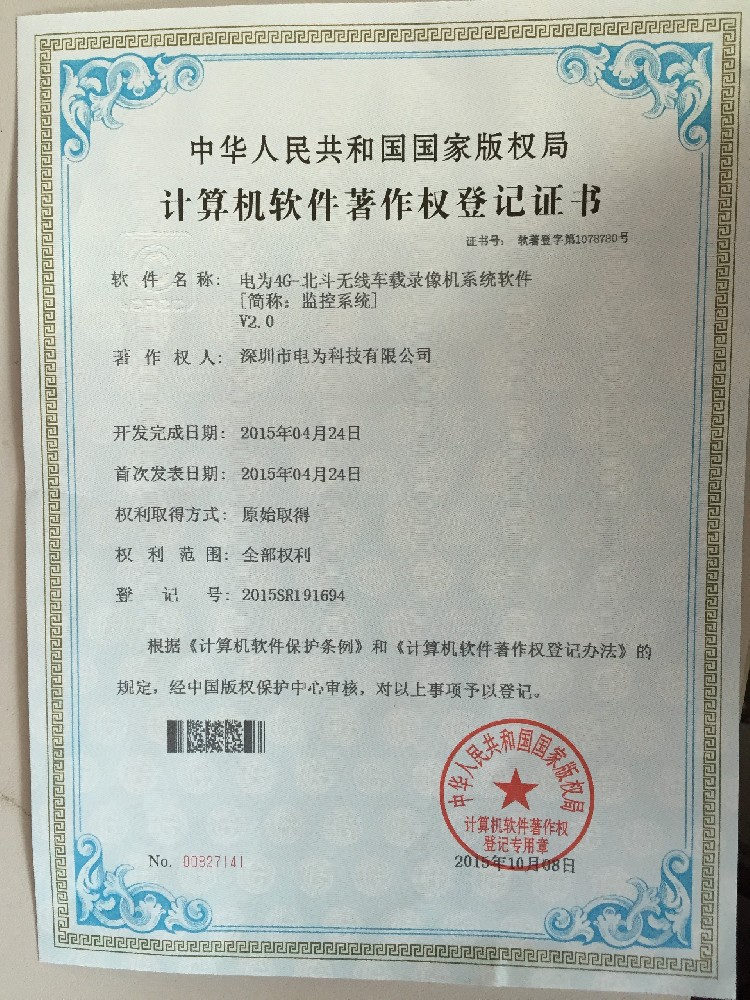 中华人民共和国国家版权局
计算机软件著作权登记证书
证书号： 软著登字第1078780号
软件名称： 电为4G-北斗无线车载录像机系统软件
[简称：监控系统]
V2.0
著作权人： 深圳市电为科技有限公司
开发完成日期： 2015年04月24日
首次发表日期： 2015年04月24日
权利取得方式： 原始取得
权利范围： 全部权利
登记号： 2015SR191694
根据《计算机软件保护条例》和《计算机软件著作权登记办法》的
规定，经中国版权保护中心审核，对以上事项予以登记。
中华人民共和国国家版权局
计算机软件著作权
登记专用章
No. 00827141
2015年10月08日